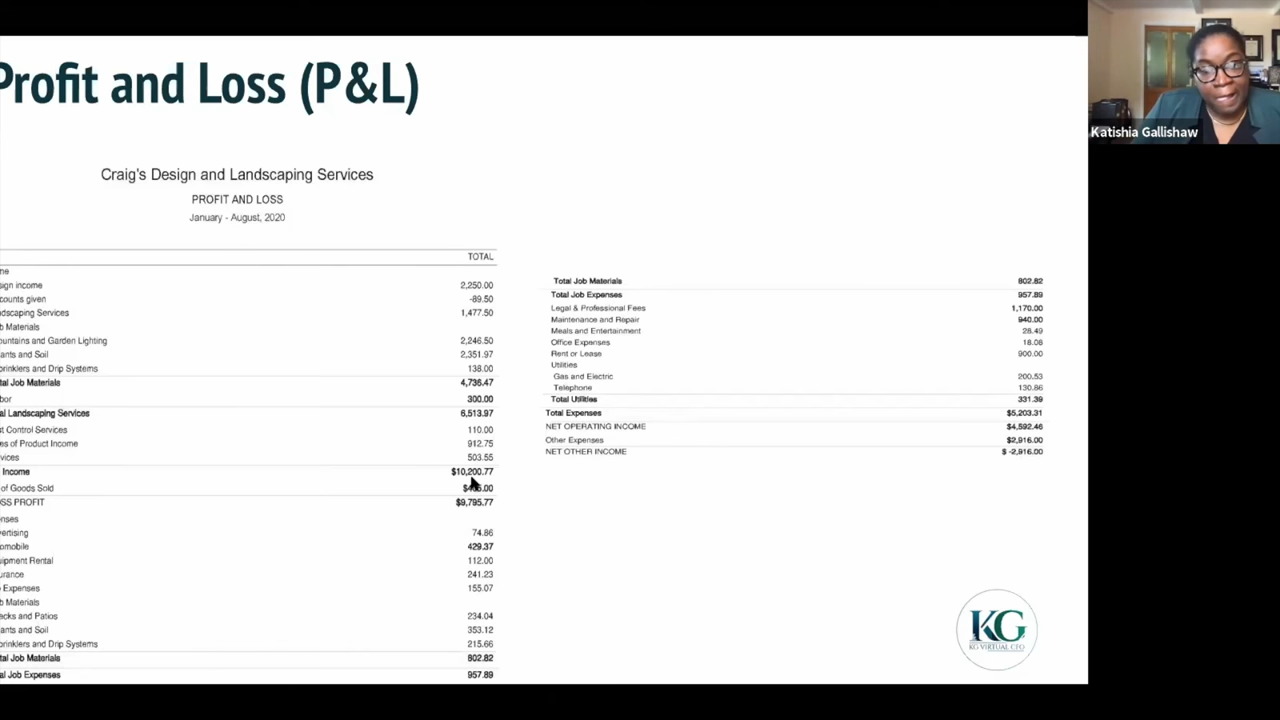 Profit and Loss (P&L)
Craig's Design and Landscaping Services
PROFIT AND LOSS
January - August, 2020
TOTAL
me
sign income 2,250.00
counts given -89.50
dscaping Services 1,477.50
b Materials
ountains and Garden Lighting 2,246.50
ants and Soil 2,351.97
prinklers and Drip Systems 138.00
tal Job Materials 4,736.47
bor 300.00
al Landscaping Services 6,513.97
st Control Services 110.00
es of Product Income 912.75
vices 503.55
Income $10,200.77
of Goods Sold
SS PROFIT $9,795.77
nses
vertising 74.86
omobile 429.37
uipment Rental 112.00
urance 241.23
Expenses 155.07
b Materials
ecks and Patios 234.04
ants and Soil 353.12
prinklers and Drip Systems 215.66
tal Job Materials 802.82
al Job Expenses 957.89
Total Job Materials 802.82
Total Job Expenses 957.89
Legal & Professional Fees 1,170.00
Maintenance and Repair 940.00
Meals and Entertainment 28.49
Office Expenses 18.08
Rent or Lease 900.00
Utilities
Gas and Electric 200.53
Telephone 130.86
Total Utilities 331.39
Total Expenses $5,203.31
NET OPERATING INCOME $4,592.46
Other Expenses $2,916.00
NET OTHER INCOME $ -2,916.00
KG
KG VIRTUAL CFO
Katishia Gallishaw